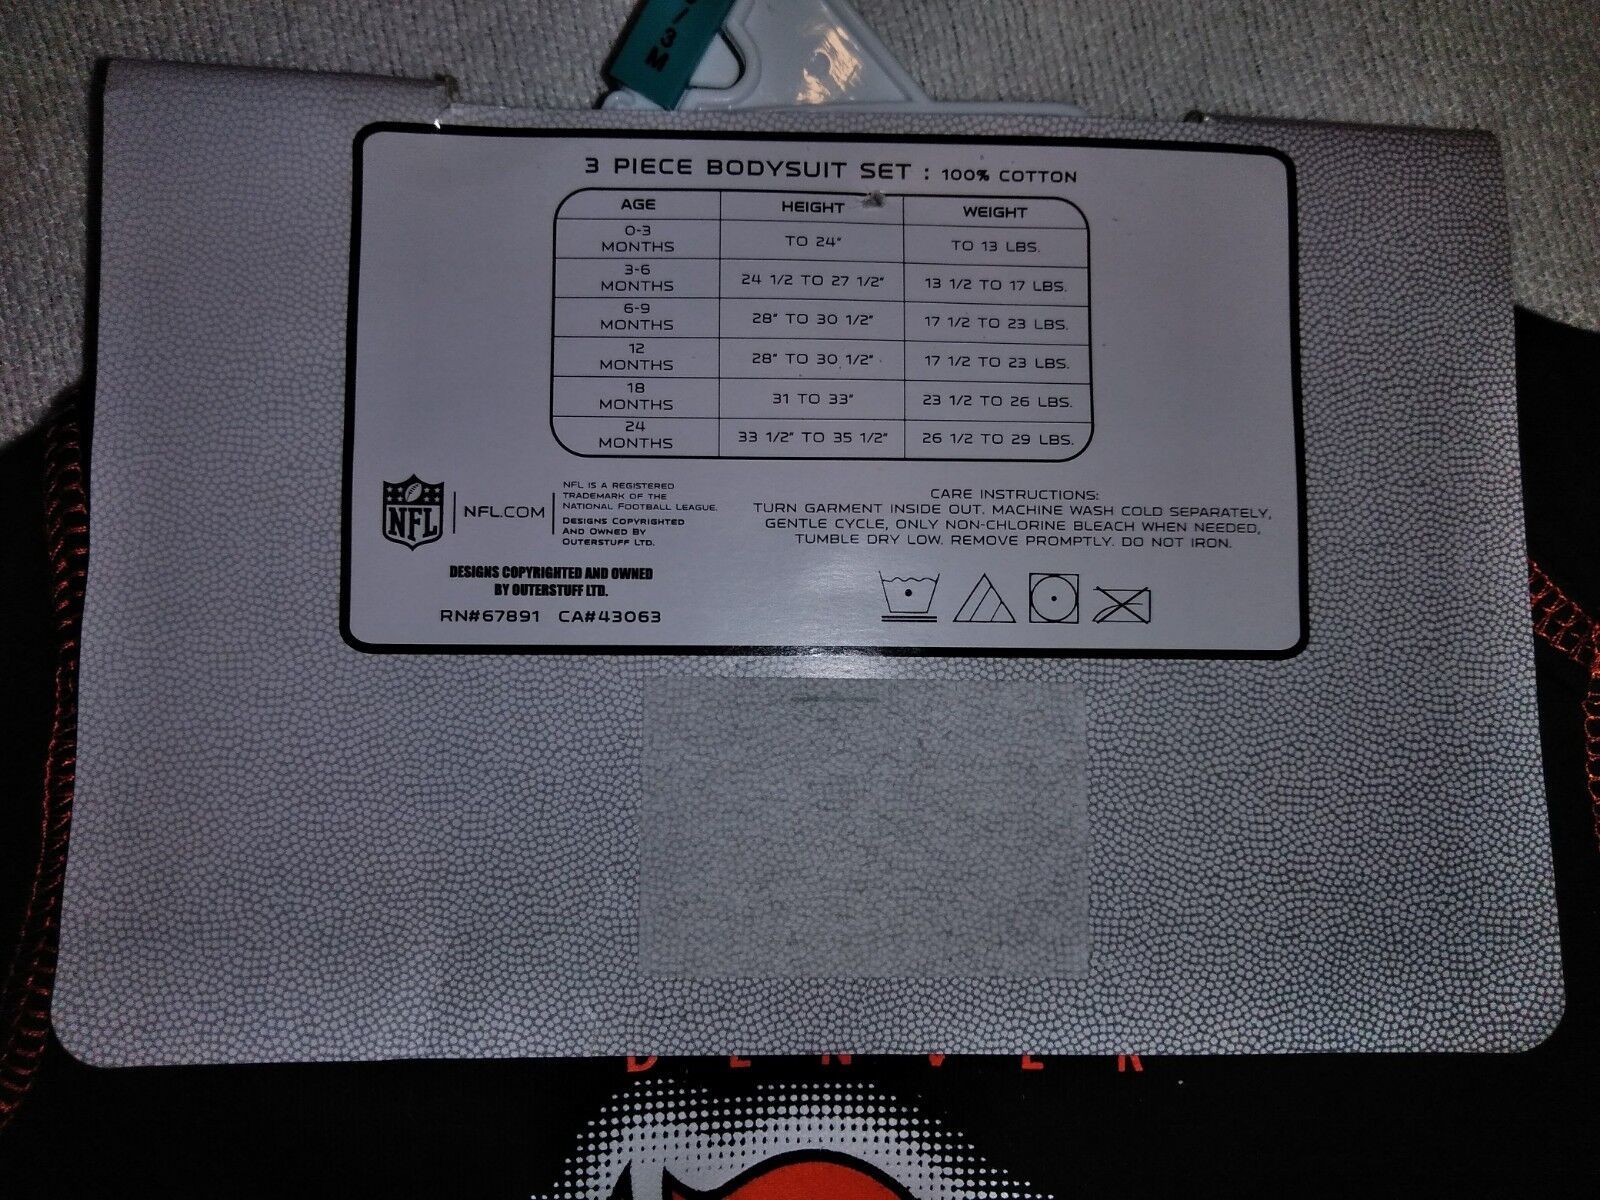 /3
M
3 PIECE BODYSUIT SET : 100% COTTON
AGE HEIGHT WEIGHT
0-3 MONTHS TO 24" TO 13 LBS.
3-6 MONTHS 24 1/2 TO 27 1/2" 13 1/2 TO 17 LBS.
6-9 MONTHS 28" TO 30 1/2" 17 1/2 TO 23 LBS.
12 MONTHS 28" TO 30 1/2" 17 1/2 TO 23 LBS.
18 MONTHS 31 TO 33" 23 1/2 TO 26 LBS.
24 MONTHS 33 1/2" TO 35 1/2" 26 1/2 TO 29 LBS.
NFL
NFL.COM
NFL IS A REGISTERED
TRADEMARK OF THE
NATIONAL FOOTBALL LEAGUE.
DESIGNS COPYRIGHTED
AND OWNED BY
OUTERSTUFF LTD.
DESIGNS COPYRIGHTED AND OWNED
BY OUTERSTUFF LTD.
RN#67891 CA#43063
CARE INSTRUCTIONS:
TURN GARMENT INSIDE OUT. MACHINE WASH COLD SEPARATELY,
GENTLE CYCLE, ONLY NON-CHLORINE BLEACH WHEN NEEDED,
TUMBLE DRY LOW. REMOVE PROMPTLY. DO NOT IRON.
DENVER